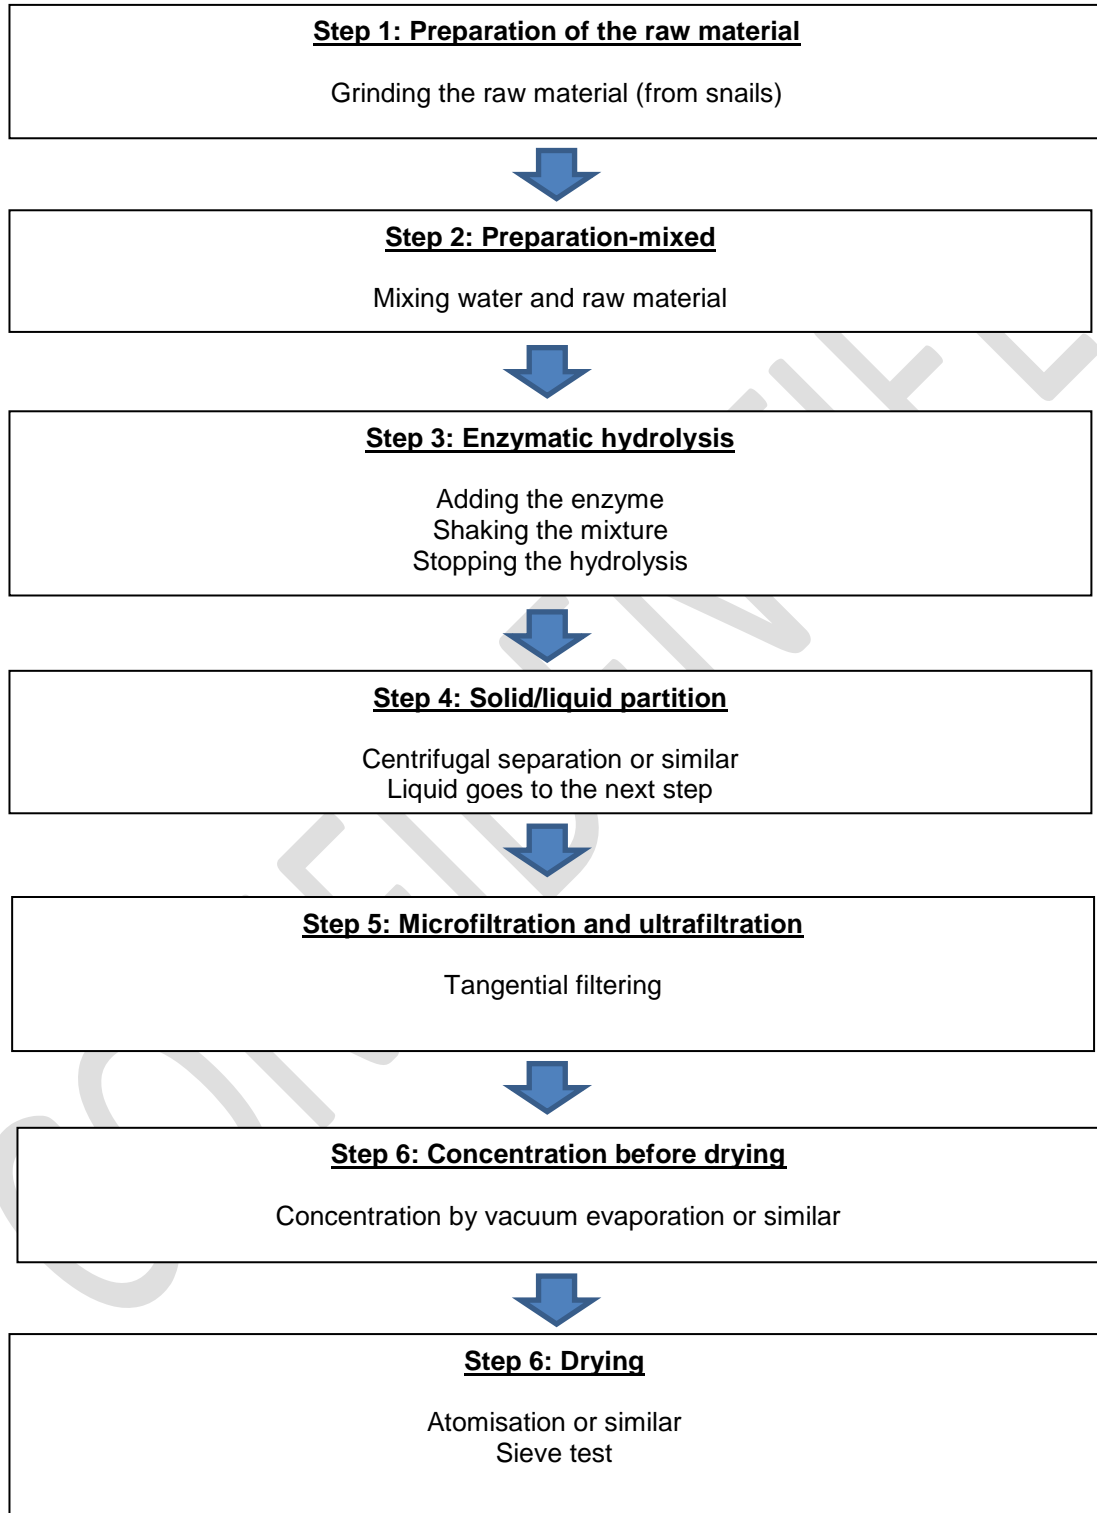 Step 1: Preparation of the raw material
Grinding the raw material (from snails)
Step 2: Preparation-mixed
Mixing water and raw material
Step 3: Enzymatic hydrolysis
Adding the enzyme
Shaking the mixture
Stopping the hydrolysis
Step 4: Solid/liquid partition
Centrifugal separation or similar
Liquid goes to the next step
Step 5: Microfiltration and ultrafiltration
Tangential filtering
Step 6: Concentration before drying
Concentration by vacuum evaporation or similar
Step 6: Drying
Atomisation or similar
Sieve test